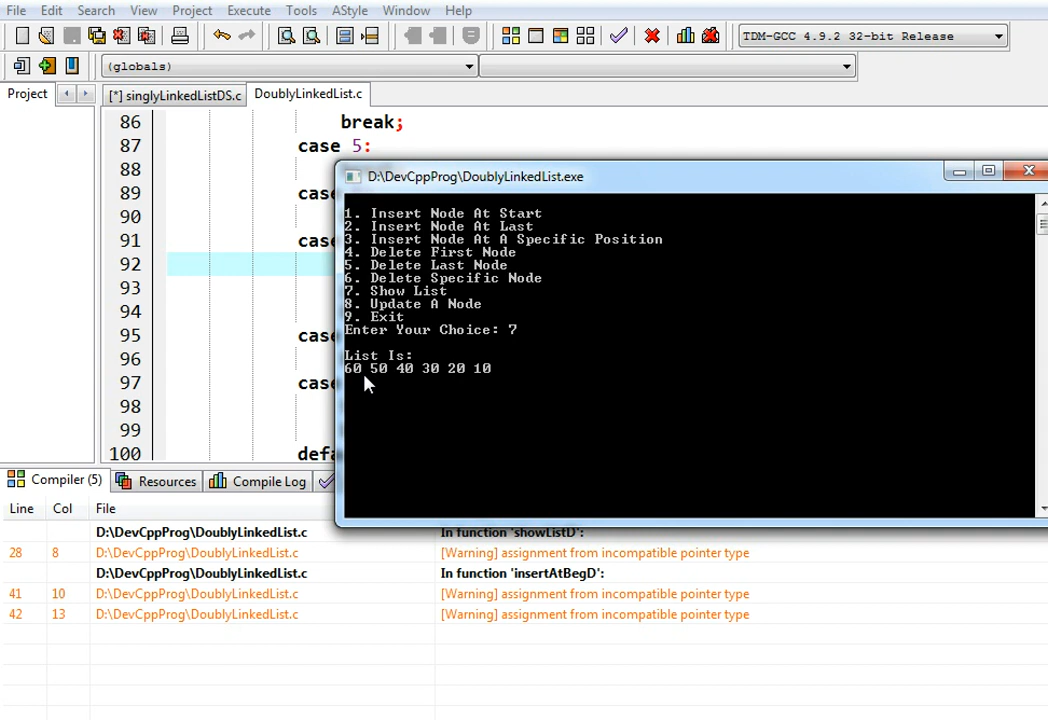 File Edit Search View Project Execute Tools AStyle Window Help
TDM-GCC 4.9.2 32-bit Release
(globals)
Project [*] singlyLinkedListDS.c DoublyLinkedList.c
86 break;
87 case 5:
88
89 case
90
91 case
92
93
94
95 case
96
97 case
98
99
100 defa
D:\DevCppProg\DoublyLinkedList.exe
1. Insert Node At Start
2. Insert Node At Last
3. Insert Node At A Specific Position
4. Delete First Node
5. Delete Last Node
6. Delete Specific Node
7. Show List
8. Update A Node
9. Exit
Enter Your Choice: 7
List Is:
60 50 40 30 20 10
Compiler (5) Resources Compile Log
Line Col File
D:\DevCppProg\DoublyLinkedList.c In function 'showListD':
28 8 D:\DevCppProg\DoublyLinkedList.c [Warning] assignment from incompatible pointer type
D:\DevCppProg\DoublyLinkedList.c In function 'insertAtBegD':
41 10 D:\DevCppProg\DoublyLinkedList.c [Warning] assignment from incompatible pointer type
42 13 D:\DevCppProg\DoublyLinkedList.c [Warning] assignment from incompatible pointer type